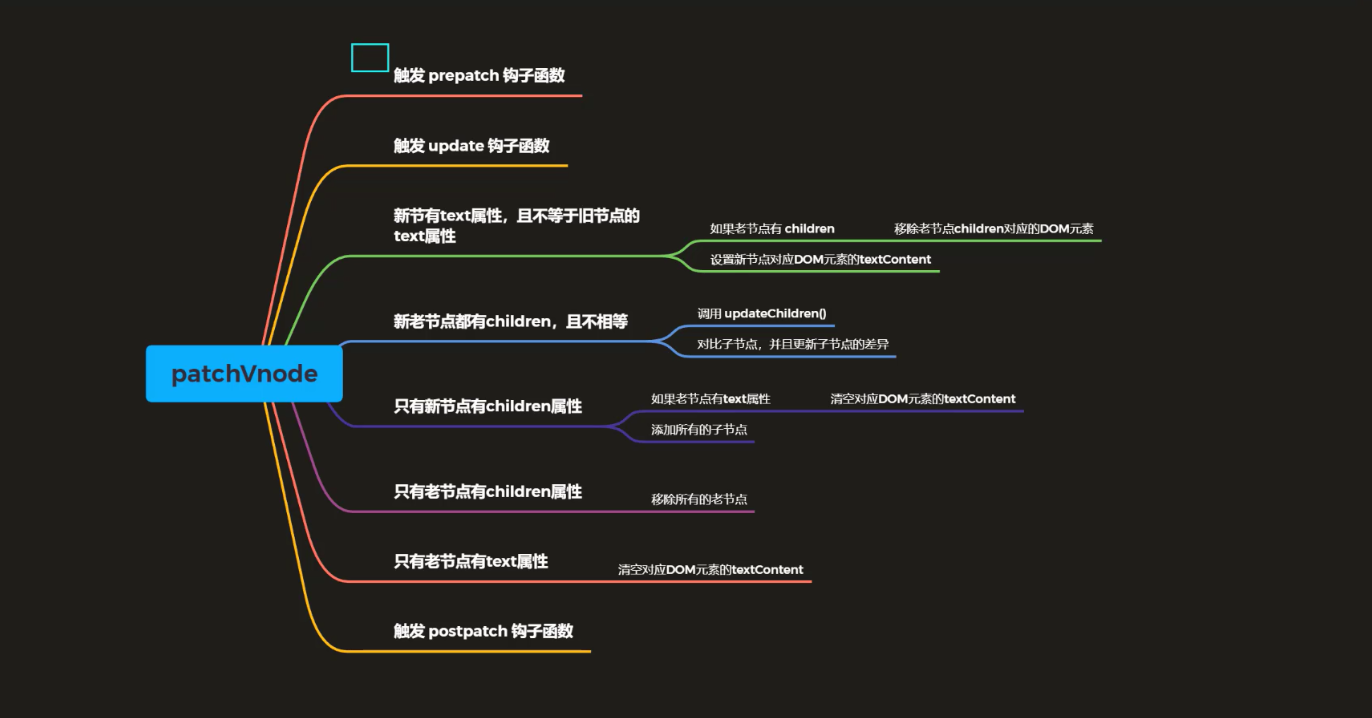 触发 prepatch 钩子函数
触发 update 钩子函数
新节有text属性，且不等于旧节点的
text属性
如果老节点有 children
移除老节点children对应的DOM元素
设置新节点对应DOM元素的textContent
新老节点都有children，且不相等
调用 updateChildren()
对比子节点，并且更新子节点的差异
patchVnode
只有新节点有children属性
如果老节点有text属性
清空对应DOM元素的textContent
添加所有的子节点
只有老节点有children属性
移除所有的老节点
只有老节点有text属性
清空对应DOM元素的textContent
触发 postpatch 钩子函数